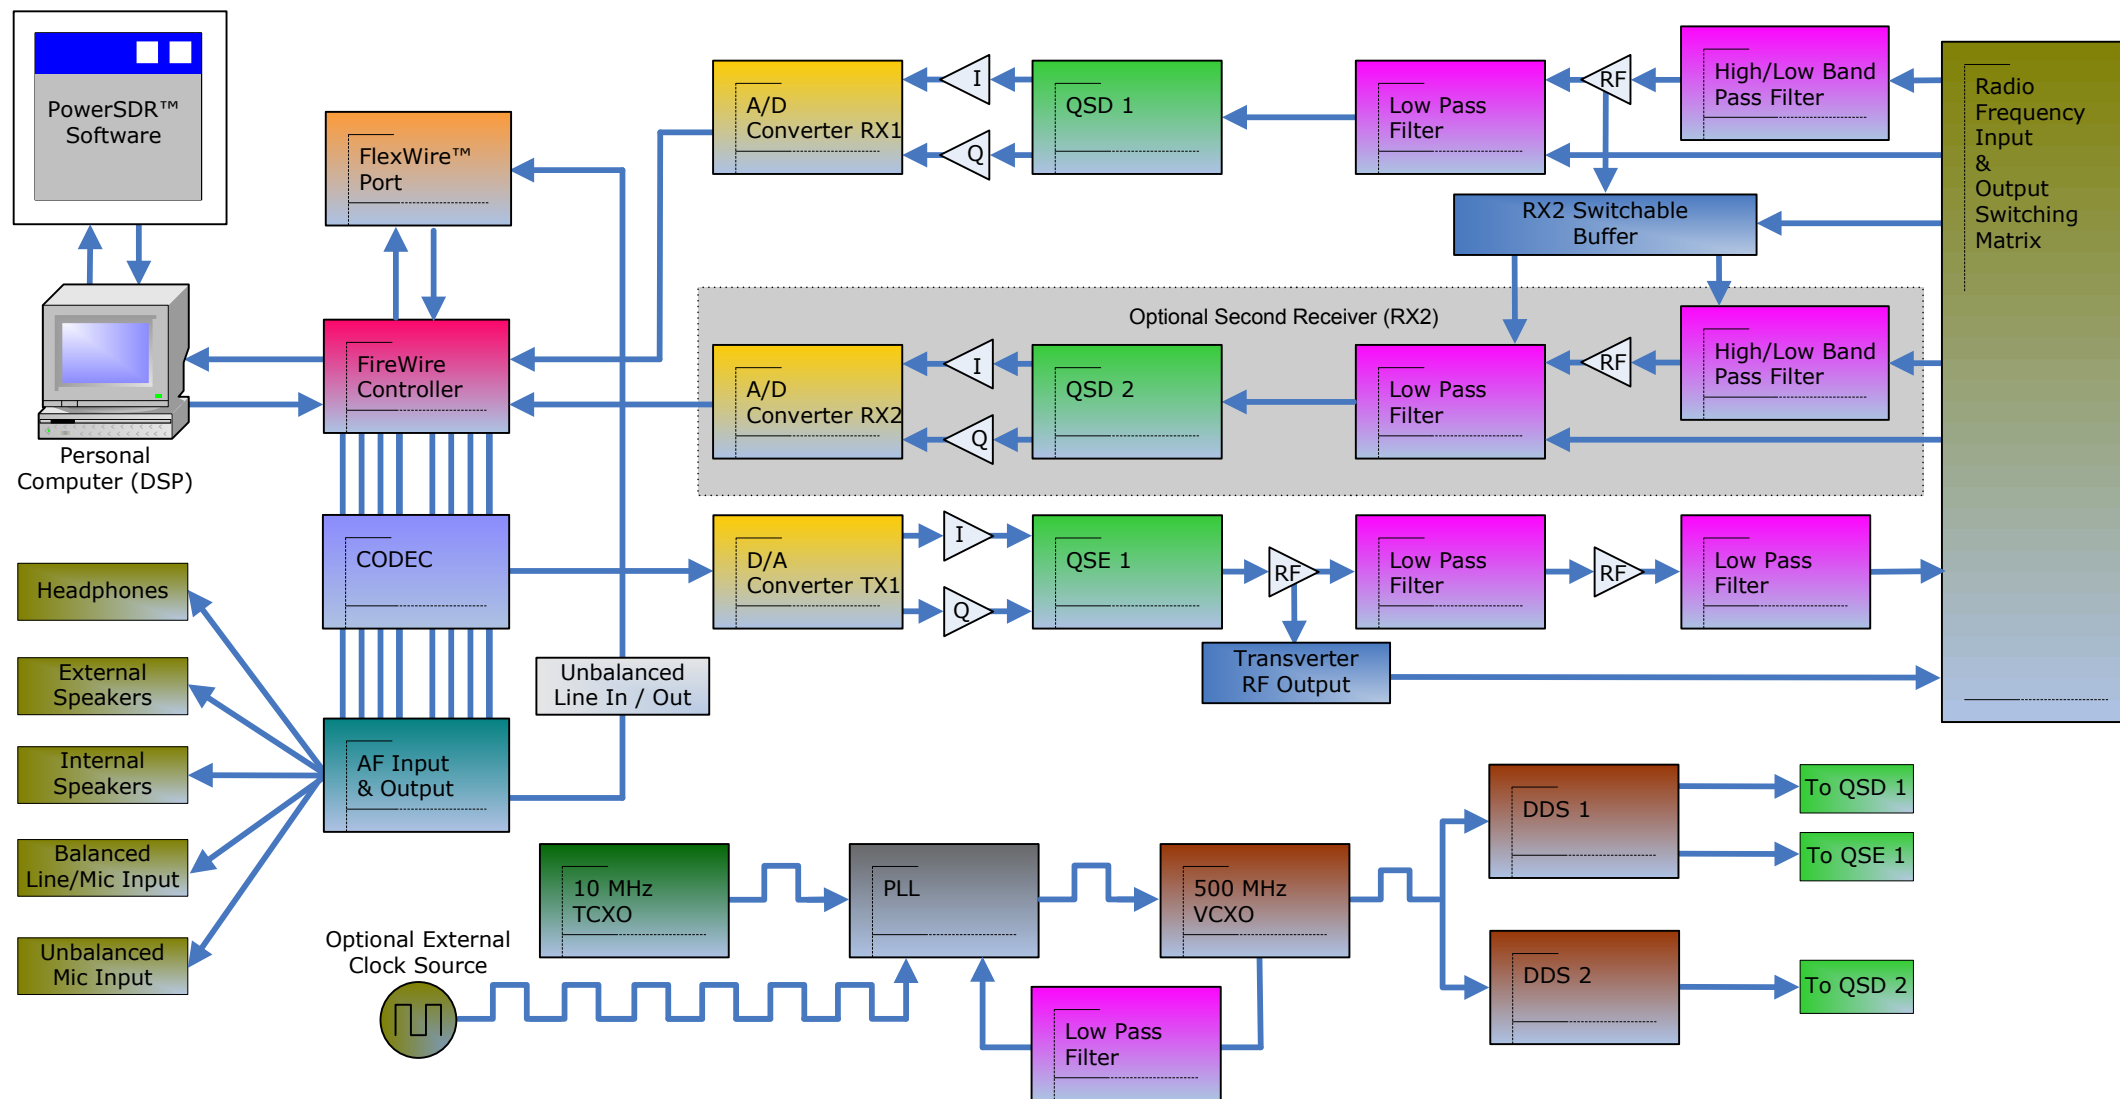 PowerSDR™
Software
FlexWire™
Port
A/D
Converter RX1
I
Q
QSD 1
Low Pass
Filter
RF
High/Low Band
Pass Filter
Radio
Frequency
Input
&
Output
Switching
Matrix
RX2 Switchable
Buffer
Optional Second Receiver (RX2)
FireWire
Controller
A/D
Converter RX2
I
Q
QSD 2
Low Pass
Filter
RF
High/Low Band
Pass Filter
Personal
Computer (DSP)
CODEC
D/A
Converter TX1
I
Q
QSE 1
RF
Low Pass
Filter
RF
Low Pass
Filter
Transverter
RF Output
Headphones
External
Speakers
Internal
Speakers
Balanced
Line/Mic Input
Unbalanced
Mic Input
Unbalanced
Line In / Out
AF Input
& Output
10 MHz
TCXO
PLL
500 MHz
VCXO
DDS 1
To QSD 1
To QSE 1
DDS 2
To QSD 2
Optional External
Clock Source
Low Pass
Filter